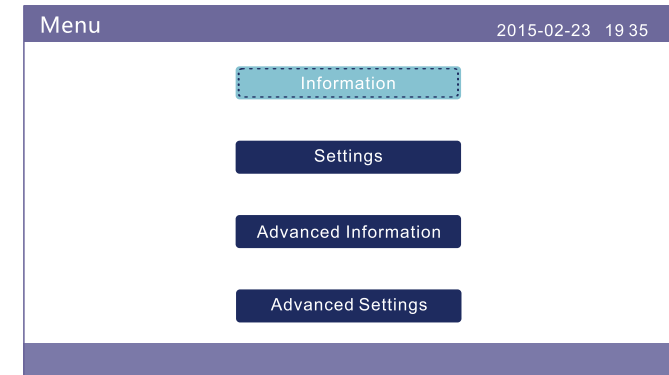 Menu
2015-02-23 19 35
Information
Settings
Advanced Information
Advanced Settings